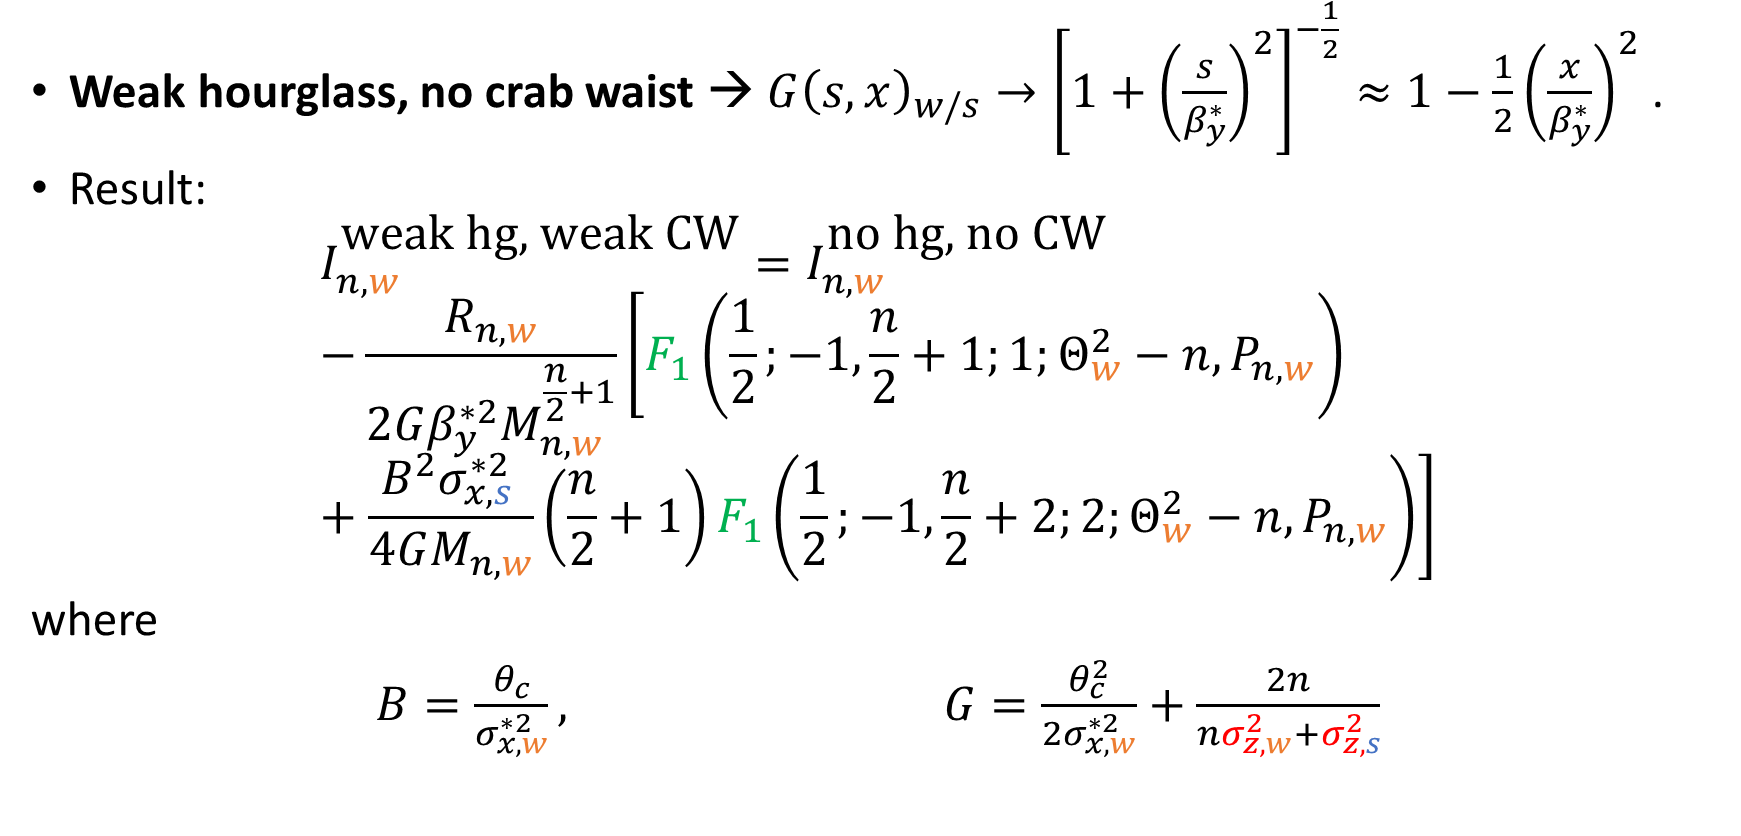 • Weak hourglass, no crab waist → G(s, x)_{w/s} → [1 + (s/β_y^*)^2]^{-1/2} ≈ 1 − 1/2 (x/β_y^*)^2 .
• Result:
I_{n,w}^{weak hg, weak CW} = I_{n,w}^{no hg, no CW}
− R_{n,w}/(2Gβ_y^{*2} M_{n,w}^{n/2+1}) [F_1 (1/2; −1, n/2 + 1; 1; Θ_w^2 − n, P_{n,w})
+ B^2σ_{x,s}^{*2}/(4GM_{n,w}) (n/2 + 1) F_1 (1/2; −1, n/2 + 2; 2; Θ_w^2 − n, P_{n,w})]
where
B = θ_c/σ_{x,w}^{*2}, G = θ_c^2/(2σ_{x,w}^{*2}) + 2n/(nσ_{z,w}^2+σ_{z,s}^2)